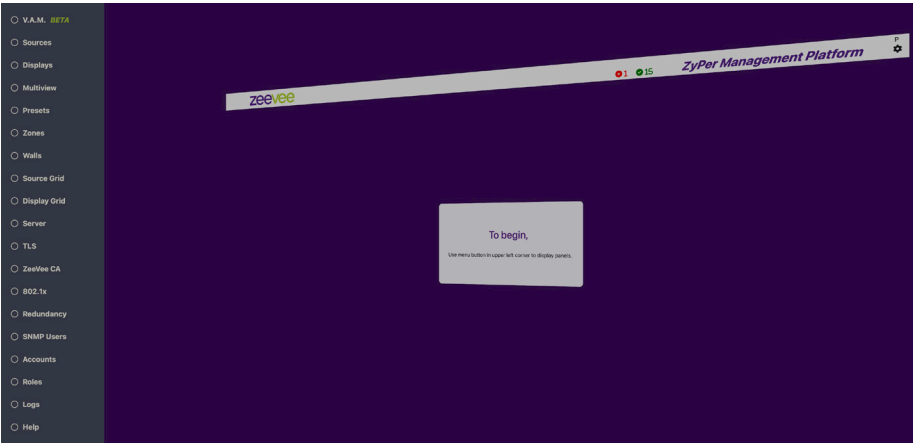 V.A.M. BETA
Sources
Displays
Multiview
Presets
Zones
Walls
Source Grid
Display Grid
Server
TLS
ZeeVee CA
802.1x
Redundancy
SNMP Users
Accounts
Roles
Logs
Help
zeevee
1 15
ZyPer Management Platform
P
To begin,
Use menu button in upper left corner to display panels.